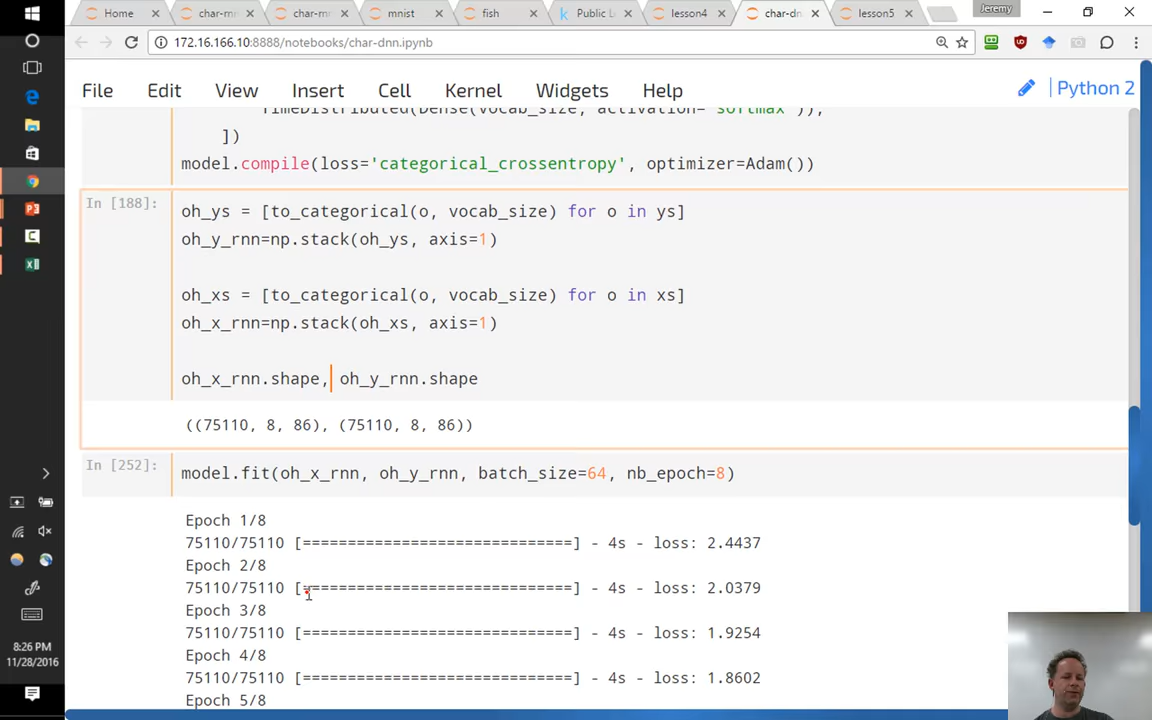 Home
char-rn
char-rn
mnist
fish
Public L
lesson4
char-dn
lesson5
Jeremy
172.16.166.10:8888/notebooks/char-dnn.ipynb
File Edit View Insert Cell Kernel Widgets Help Python 2
TimeDistributed(Dense(vocab_size, activation='softmax')),
])
model.compile(loss='categorical_crossentropy', optimizer=Adam())
In [188]:
oh_ys = [to_categorical(o, vocab_size) for o in ys]
oh_y_rnn=np.stack(oh_ys, axis=1)
oh_xs = [to_categorical(o, vocab_size) for o in xs]
oh_x_rnn=np.stack(oh_xs, axis=1)
oh_x_rnn.shape, oh_y_rnn.shape
((75110, 8, 86), (75110, 8, 86))
In [252]:
model.fit(oh_x_rnn, oh_y_rnn, batch_size=64, nb_epoch=8)
Epoch 1/8
75110/75110 [==============================] - 4s - loss: 2.4437
Epoch 2/8
75110/75110 [==============================] - 4s - loss: 2.0379
Epoch 3/8
75110/75110 [==============================] - 4s - loss: 1.9254
Epoch 4/8
75110/75110 [==============================] - 4s - loss: 1.8602
Epoch 5/8
8:26 PM
11/28/2016